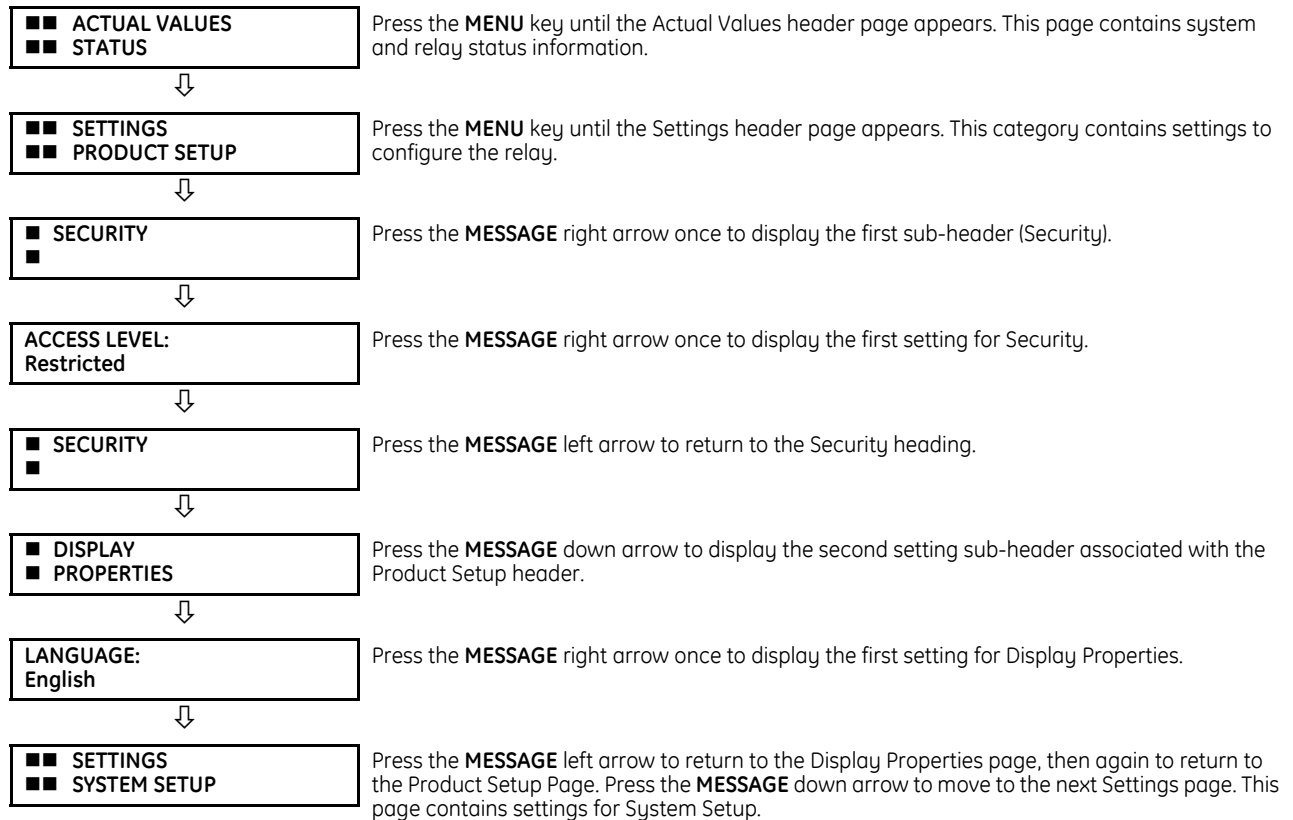 ■■ ACTUAL VALUES
■■ STATUS
Press the MENU key until the Actual Values header page appears. This page contains system
and relay status information.
⇩
■■ SETTINGS
■■ PRODUCT SETUP
Press the MENU key until the Settings header page appears. This category contains settings to
configure the relay.
⇩
■ SECURITY
■
Press the MESSAGE right arrow once to display the first sub-header (Security).
⇩
ACCESS LEVEL:
Restricted
Press the MESSAGE right arrow once to display the first setting for Security.
⇩
■ SECURITY
■
Press the MESSAGE left arrow to return to the Security heading.
⇩
■ DISPLAY
■ PROPERTIES
Press the MESSAGE down arrow to display the second setting sub-header associated with the
Product Setup header.
⇩
LANGUAGE:
English
Press the MESSAGE right arrow once to display the first setting for Display Properties.
⇩
■■ SETTINGS
■■ SYSTEM SETUP
Press the MESSAGE left arrow to return to the Display Properties page, then again to return to
the Product Setup Page. Press the MESSAGE down arrow to move to the next Settings page. This
page contains settings for System Setup.